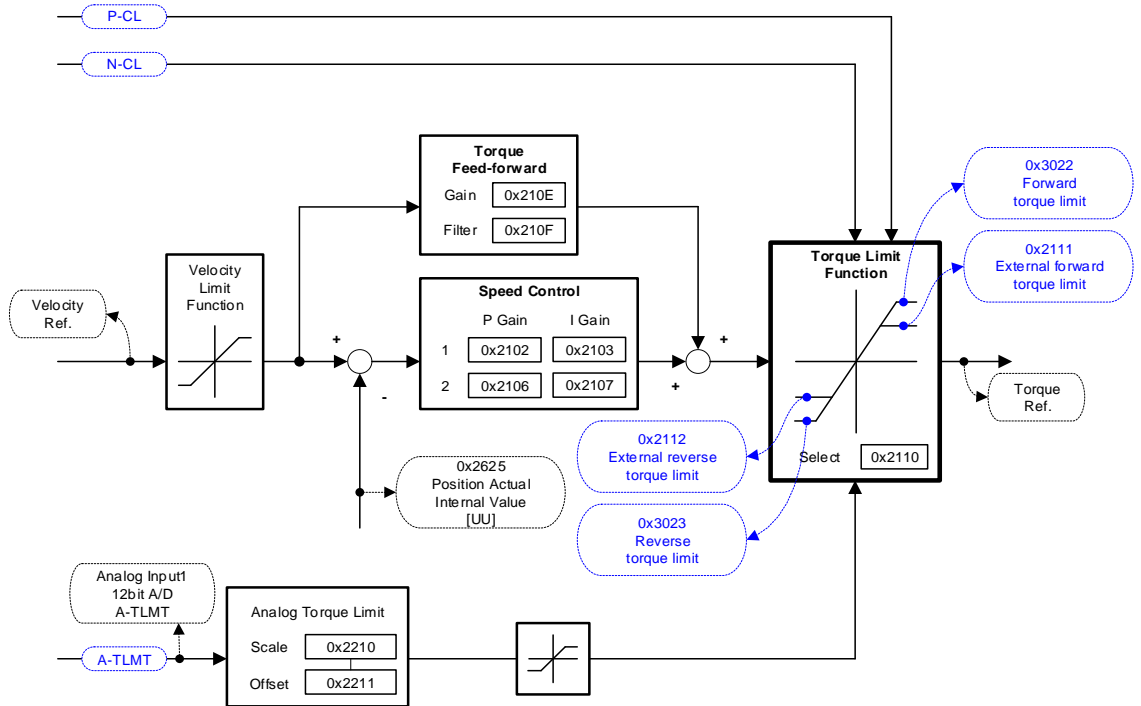 P-CL
N-CL
Torque
Feed-forward
Gain 0x210E
Filter 0x210F
0x3022
Forward
torque limit
0x2111
External forward
torque limit
Torque Limit
Function
Velocity
Limit
Function
Velocity
Ref.
Speed Control
P Gain I Gain
1 0x2102 0x2103
2 0x2106 0x2107
+
-
+
+
Torque
Ref.
0x2112
External reverse
torque limit
Select 0x2110
0x2625
Position Actual
Internal Value
[UU]
0x3023
Reverse
torque limit
Analog Input1
12bit A/D
A-TLMT
Analog Torque Limit
Scale 0x2210
Offset 0x2211
A-TLMT